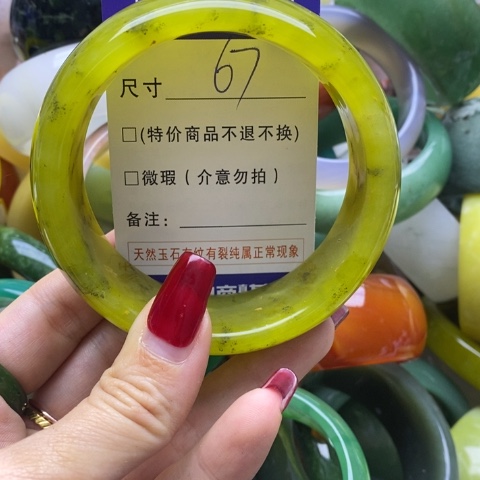 尺寸 67
□(特价商品不退不换)
□微瑕(介意勿拍)
备注:
天然玉石有纹有裂纯属正常现象